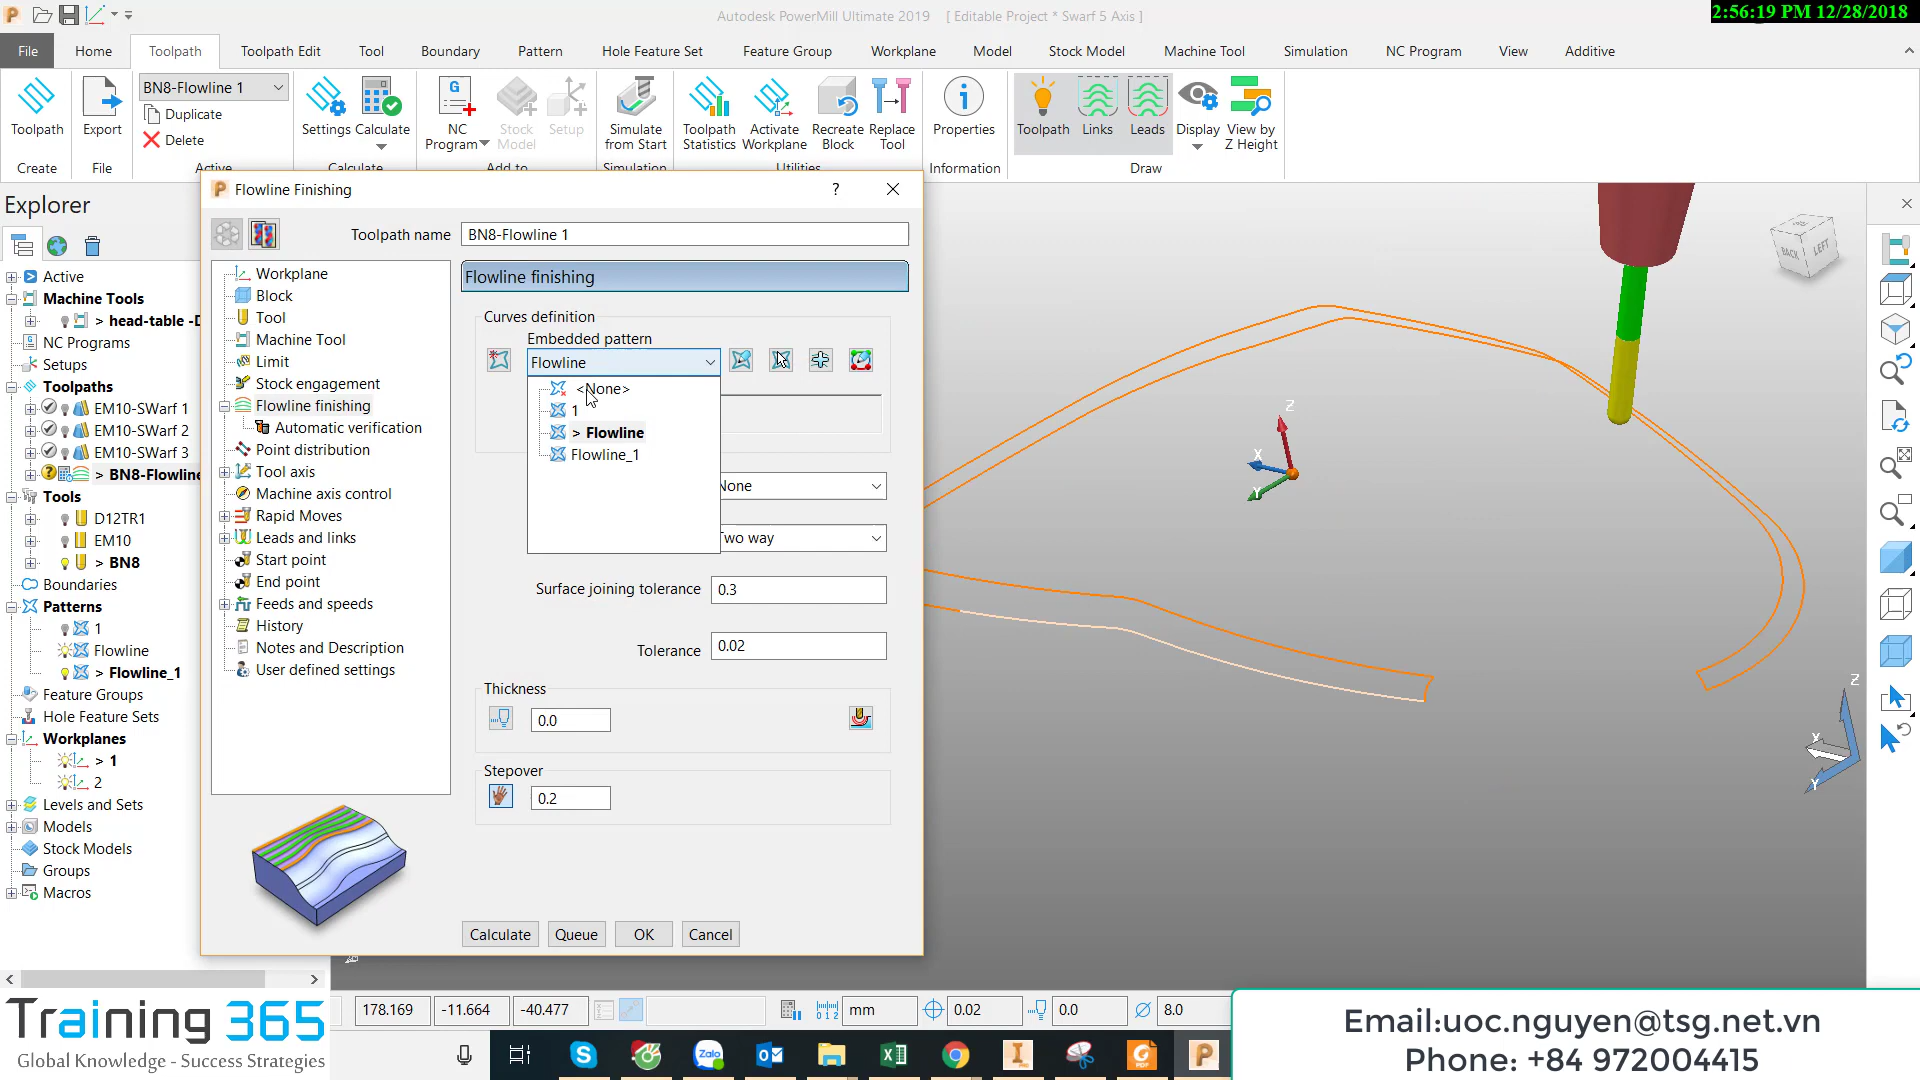 Autodesk PowerMill Ultimate 2019 [ Editable Project * Swarf 5 Axis ]
2:56:19 PM 12/28/2018
File Home Toolpath Toolpath Edit Tool Boundary Pattern Hole Feature Set Feature Group Workplane Model Stock Model Machine Tool Simulation NC Program View Additive
BN8-Flowline 1
Duplicate
Delete
Toolpath Export Settings Calculate NC Program Stock Model Setup Simulate from Start Toolpath Statistics Activate Workplane Recreate Block Replace Tool Properties Toolpath Links Leads Display View by Z Height
Create File Active Calculate Add to Simulation Utilities Information Draw
Explorer
Active
Machine Tools
> head-table -D
NC Programs
Setups
Toolpaths
EM10-SWarf 1
EM10-SWarf 2
EM10-SWarf 3
> BN8-Flowline
Tools
D12TR1
EM10
> BN8
Boundaries
Patterns
1
Flowline
> Flowline_1
Feature Groups
Hole Feature Sets
Workplanes
> 1
2
Levels and Sets
Models
Stock Models
Groups
Macros
Flowline Finishing
?
Toolpath name BN8-Flowline 1
Workplane
Block
Tool
Machine Tool
Limit
Stock engagement
Flowline finishing
Automatic verification
Point distribution
Tool axis
Machine axis control
Rapid Moves
Leads and links
Start point
End point
Feeds and speeds
History
Notes and Description
User defined settings
Flowline finishing
Curves definition
Embedded pattern
Flowline
<None>
1
> Flowline
Flowline_1
None
Two way
Surface joining tolerance 0.3
Tolerance 0.02
Thickness
0.0
Stepover
0.2
Calculate Queue OK Cancel
BACK LEFT
Z
X
Y
Z
X
Y
178.169 -11.664 -40.477 mm 0.02 0.0 8.0
Training 365
Global Knowledge - Success Strategies
Email:uoc.nguyen@tsg.net.vn
Phone: +84 972004415